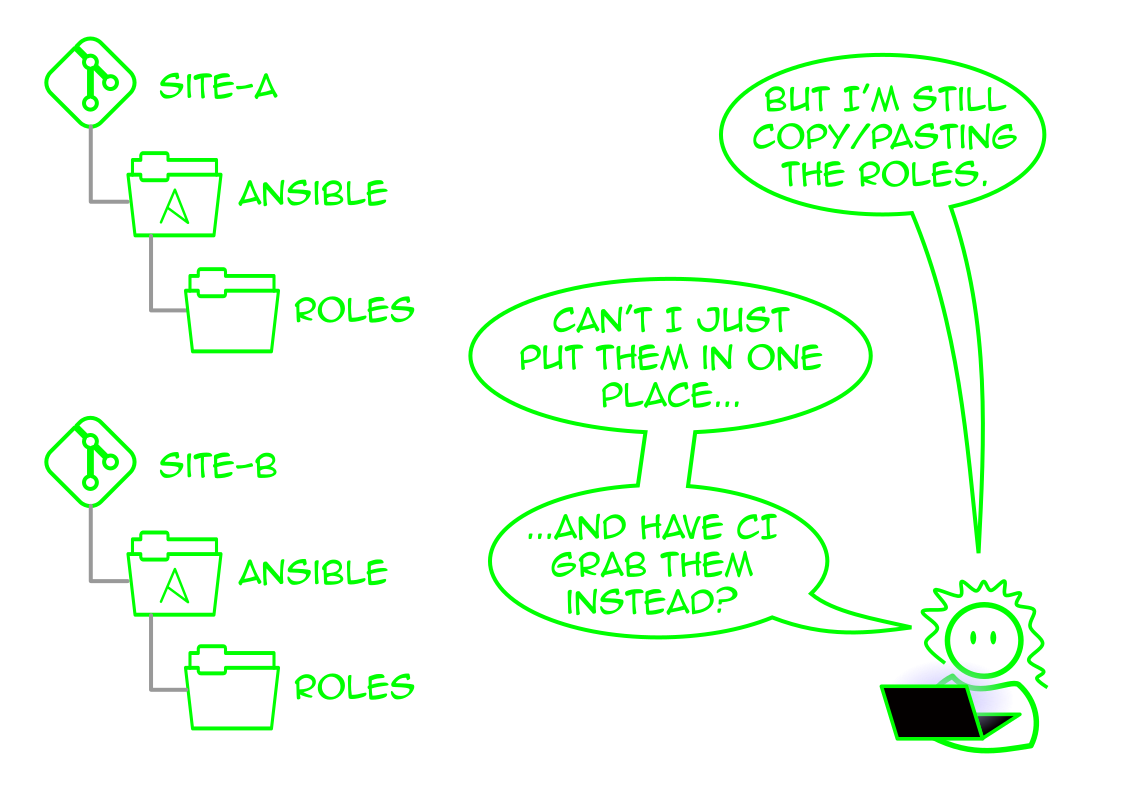 SITE-A
ANSIBLE
ROLES
SITE-B
ANSIBLE
ROLES
BUT I'M STILL
COPY/PASTING
THE ROLES.
CAN'T I JUST
PUT THEM IN ONE
PLACE...
...AND HAVE CI
GRAB THEM
INSTEAD?